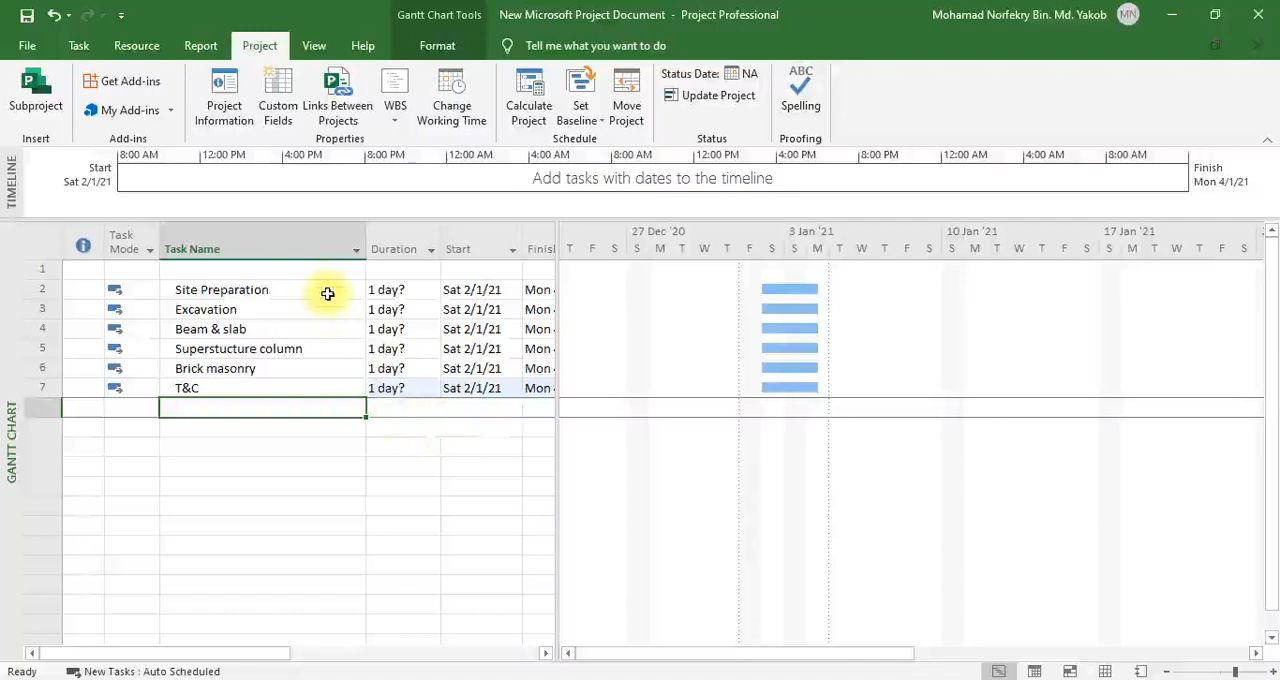 Gantt Chart Tools New Microsoft Project Document - Project Professional Mohamad Norfekry Bin. Md. Yakob MN
File Task Resource Report Project View Help Format Tell me what you want to do
Subproject
Insert
Get Add-ins
My Add-ins
Add-ins
Project Information
Custom Fields
Links Between Projects
WBS
Change Working Time
Properties
Calculate Project
Set Baseline
Move Project
Schedule
Status Date: NA
Update Project
Status
ABC
Spelling
Proofing
TIMELINE
8:00 AM 12:00 PM 4:00 PM 8:00 PM 12:00 AM 4:00 AM 8:00 AM 12:00 PM 4:00 PM 8:00 PM 12:00 AM 4:00 AM 8:00 AM
Start
Sat 2/1/21
Add tasks with dates to the timeline
Finish
Mon 4/1/21
GANTT CHART
Task Mode Task Name Duration Start Finish
27 Dec '20 3 Jan '21 10 Jan '21 17 Jan '21
T F S S M T W T F S S M T W T F S S M T W T F S S M T W T F S
1
2 Site Preparation 1 day? Sat 2/1/21 Mon
3 Excavation 1 day? Sat 2/1/21 Mon
4 Beam & slab 1 day? Sat 2/1/21 Mon
5 Superstucture column 1 day? Sat 2/1/21 Mon
6 Brick masonry 1 day? Sat 2/1/21 Mon
7 T&C 1 day? Sat 2/1/21 Mon
Ready New Tasks : Auto Scheduled